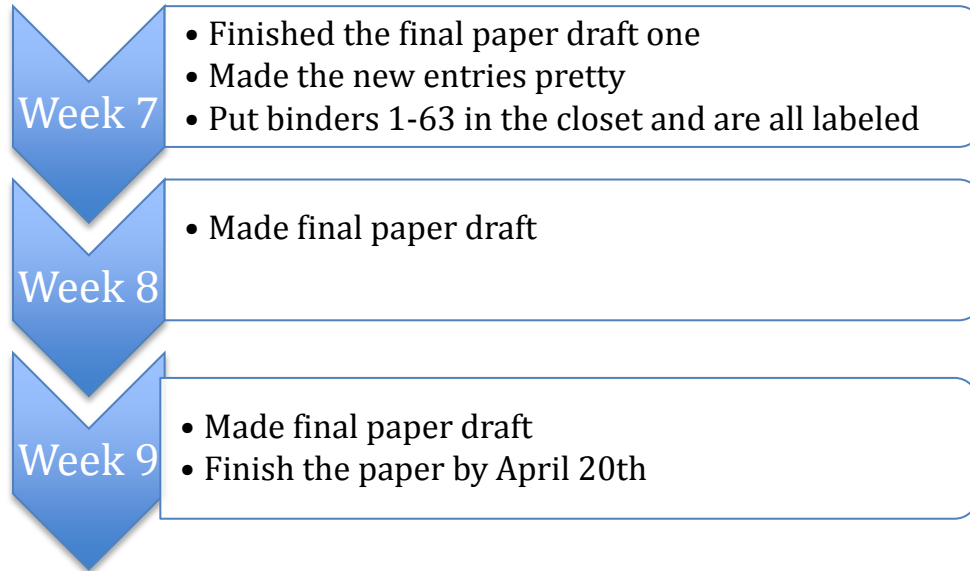 Week 7
• Finished the final paper draft one
• Made the new entries pretty
• Put binders 1-63 in the closet and are all labeled
Week 8
• Made final paper draft
Week 9
• Made final paper draft
• Finish the paper by April 20th